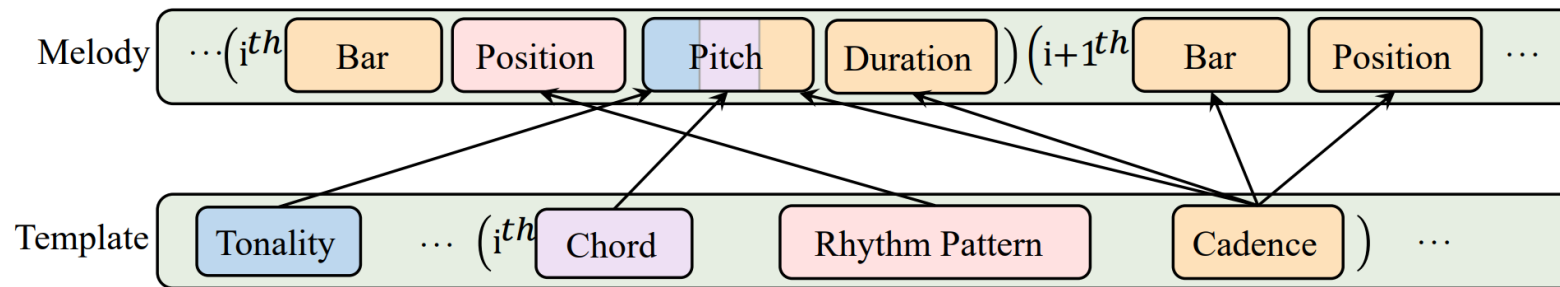 Melody ⋯ (i^th Bar Position Pitch Duration ) (i+1^th Bar Position ⋯
Template Tonality ⋯ (i^th Chord Rhythm Pattern Cadence ) ⋯